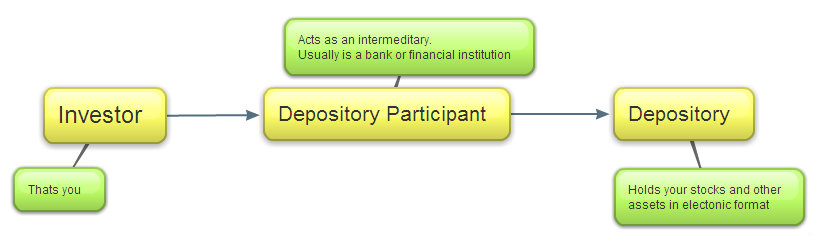 Acts as an intermeditary.
Usually is a bank or financial institution
Investor
Depository Participant
Depository
Thats you
Holds your stocks and other
assets in electonic format